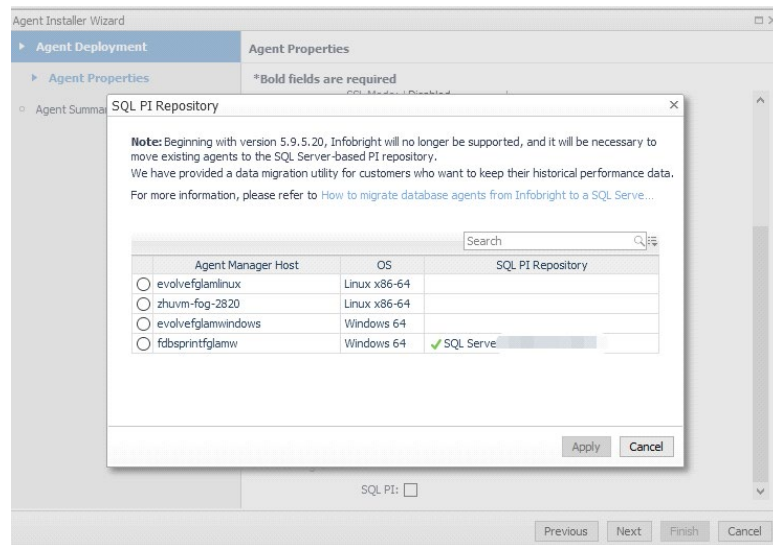 Agent Installer Wizard
Agent Deployment
Agent Properties
Agent Properties
*Bold fields are required
Agent Summa
SQL PI Repository
Note: Beginning with version 5.9.5.20, Infobright will no longer be supported, and it will be necessary to
move existing agents to the SQL Server-based PI repository.
We have provided a data migration utility for customers who want to keep their historical performance data.
For more information, please refer to How to migrate database agents from Infobright to a SQL Serve...
Search
Agent Manager Host OS SQL PI Repository
evolvefglamlinux Linux x86-64
zhuvm-fog-2820 Linux x86-64
evolvefglamwindows Windows 64
fdbsprintfglamw Windows 64 SQL Serve
Apply Cancel
SQL PI:
Previous Next Finish Cancel